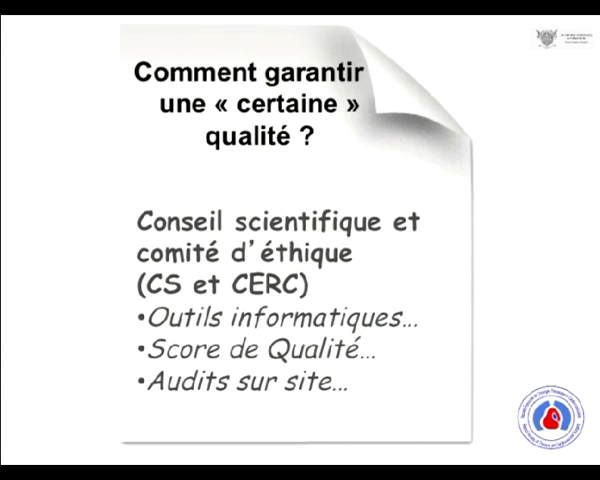 Comment garantir
une « certaine »
qualité ?
Conseil scientifique et
comité d'éthique
(CS et CERC)
•Outils informatiques...
•Score de Qualité...
•Audits sur site...